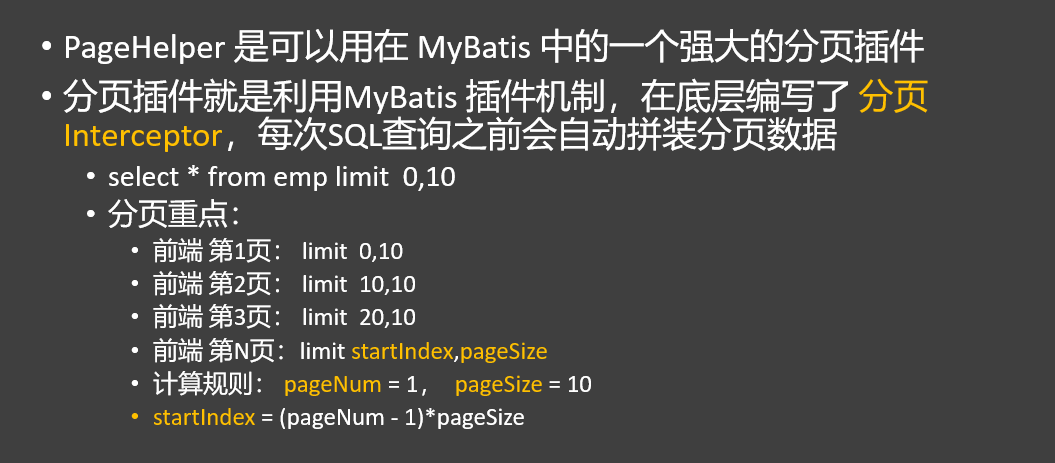 • PageHelper 是可以用在 MyBatis 中的一个强大的分页插件
• 分页插件就是利用MyBatis 插件机制，在底层编写了 分页
Interceptor，每次SQL查询之前会自动拼装分页数据
• select * from emp limit 0,10
• 分页重点：
• 前端 第1页： limit 0,10
• 前端 第2页： limit 10,10
• 前端 第3页： limit 20,10
• 前端 第N页：limit startIndex,pageSize
• 计算规则： pageNum = 1， pageSize = 10
• startIndex = (pageNum - 1)*pageSize